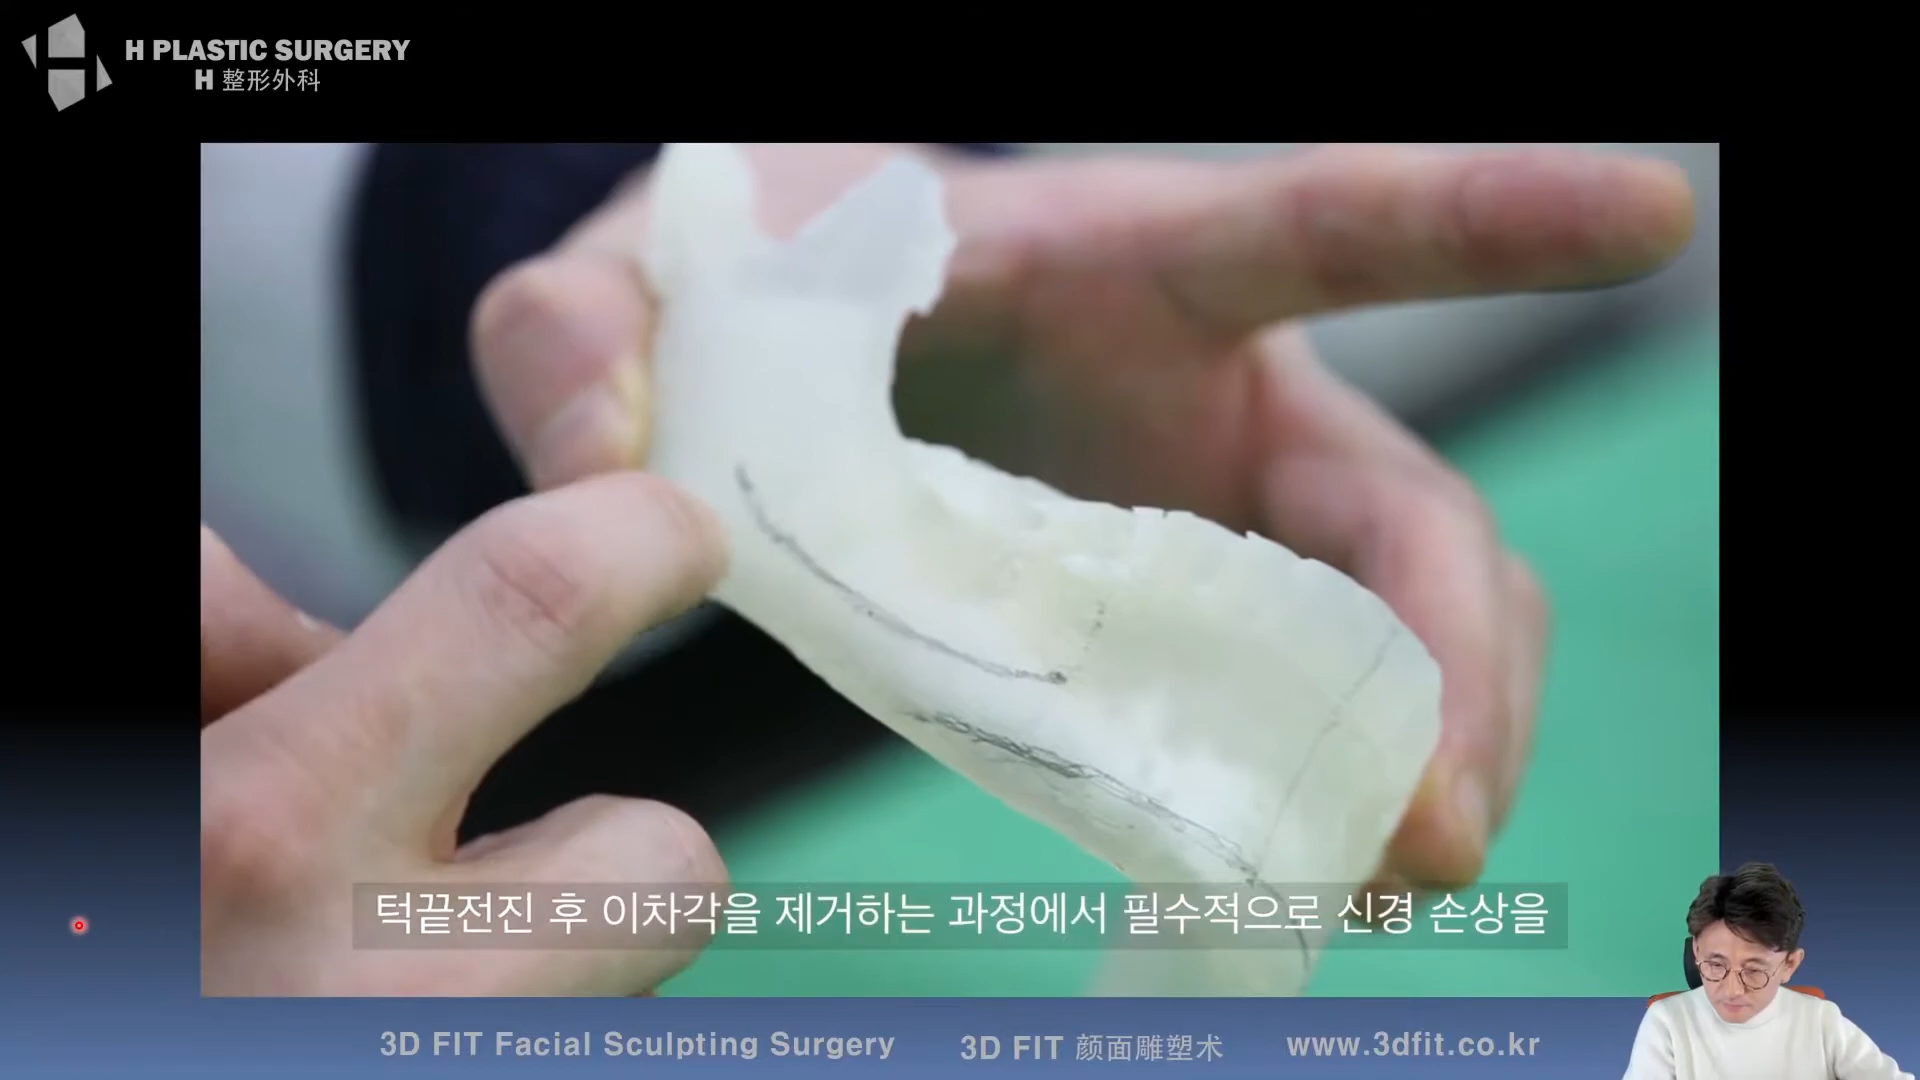 H PLASTIC SURGERY
H 整形外科
턱끝전진 후 이차각을 제거하는 과정에서 필수적으로 신경 손상을
3D FIT Facial Sculpting Surgery 3D FIT 颜面雕塑术 www.3dfit.co.kr